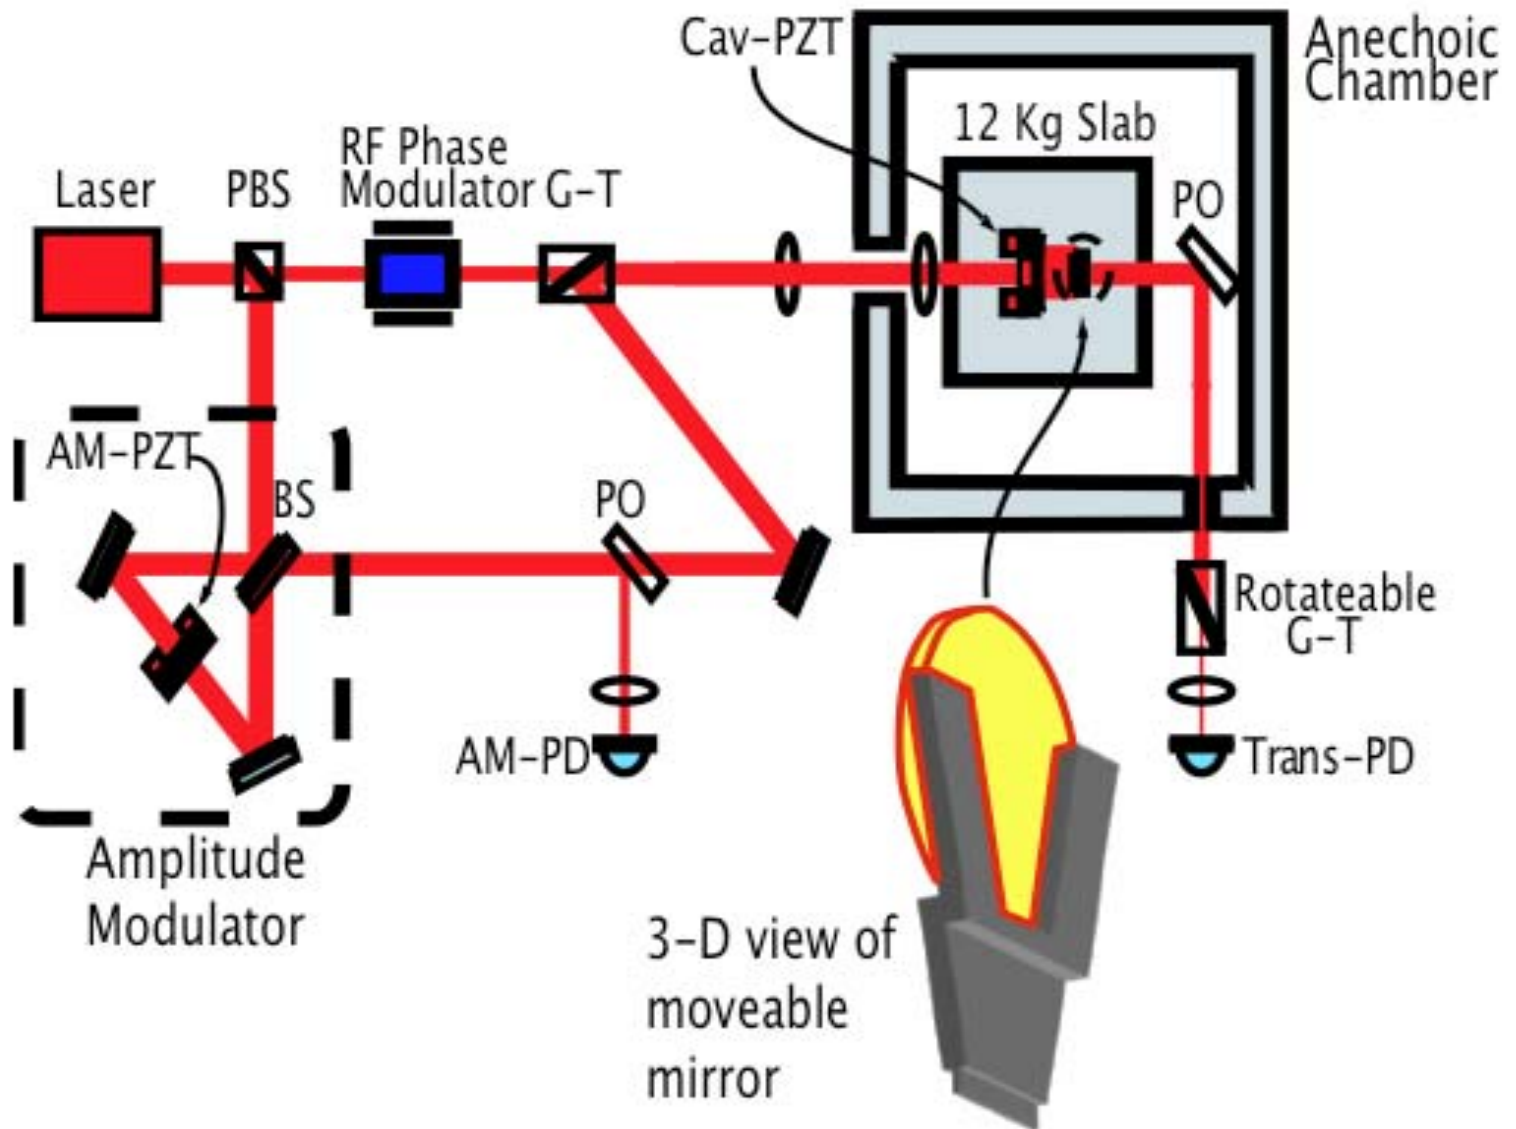 Cav-PZT
Anechoic
Chamber
12 Kg Slab
RF Phase
Modulator
G-T
Laser
PBS
PO
AM-PZT
BS
PO
Rotateable
G-T
AM-PD
Trans-PD
Amplitude
Modulator
3-D view of
moveable
mirror